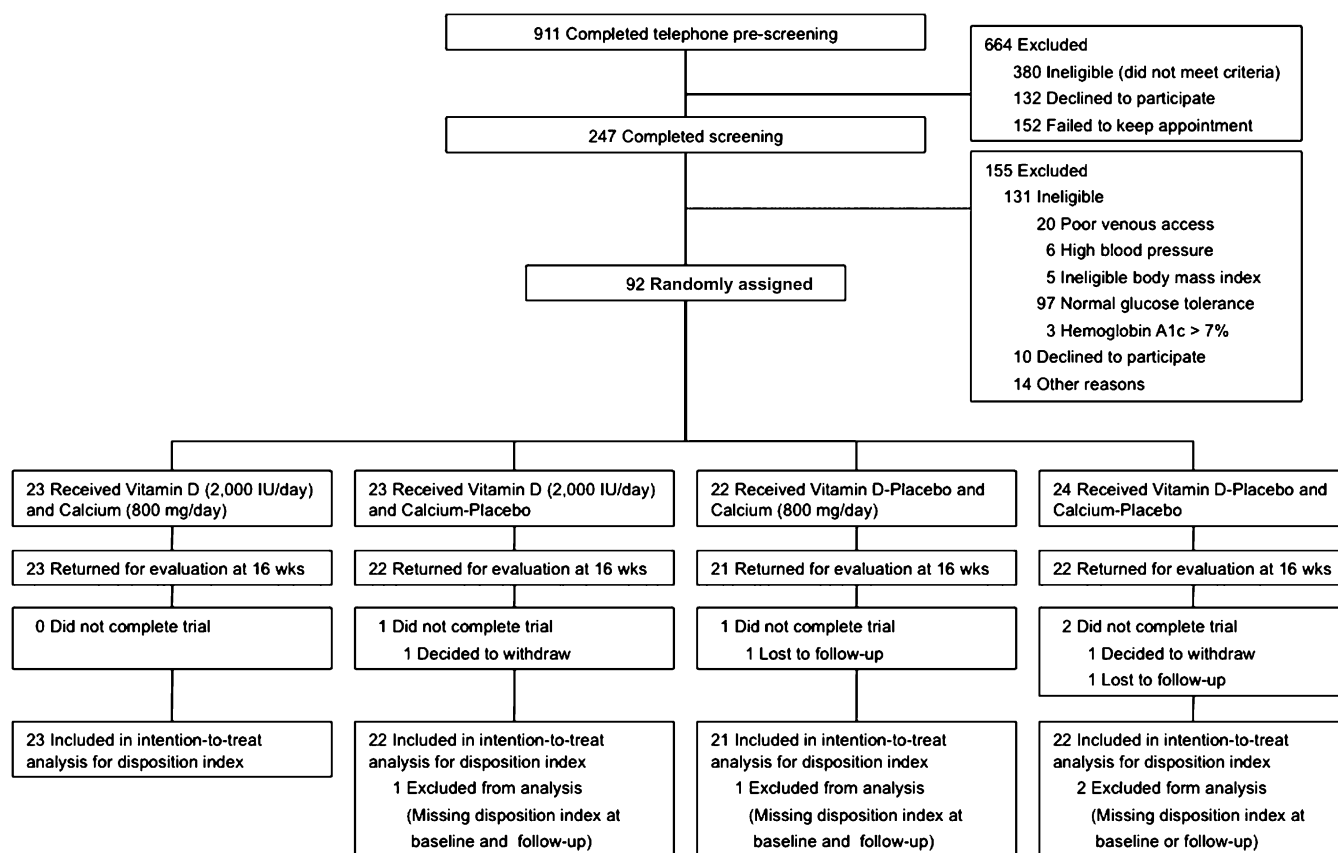 911 Completed telephone pre-screening
664 Excluded
380 Ineligible (did not meet criteria)
132 Declined to participate
152 Failed to keep appointment
247 Completed screening
155 Excluded
131 Ineligible
20 Poor venous access
6 High blood pressure
5 Ineligible body mass index
97 Normal glucose tolerance
3 Hemoglobin A1c > 7%
10 Declined to participate
14 Other reasons
92 Randomly assigned
23 Received Vitamin D (2,000 IU/day)
and Calcium (800 mg/day)
23 Received Vitamin D (2,000 IU/day)
and Calcium-Placebo
22 Received Vitamin D-Placebo and
Calcium (800 mg/day)
24 Received Vitamin D-Placebo and
Calcium-Placebo
23 Returned for evaluation at 16 wks
22 Returned for evaluation at 16 wks
21 Returned for evaluation at 16 wks
22 Returned for evaluation at 16 wks
0 Did not complete trial
1 Did not complete trial
1 Decided to withdraw
1 Did not complete trial
1 Lost to follow-up
2 Did not complete trial
1 Decided to withdraw
1 Lost to follow-up
23 Included in intention-to-treat
analysis for disposition index
22 Included in intention-to-treat
analysis for disposition index
1 Excluded from analysis
(Missing disposition index at
baseline and follow-up)
21 Included in intention-to-treat
analysis for disposition index
1 Excluded from analysis
(Missing disposition index at
baseline and follow-up)
22 Included in intention-to-treat
analysis for disposition index
2 Excluded form analysis
(Missing disposition index at
baseline or follow-up)